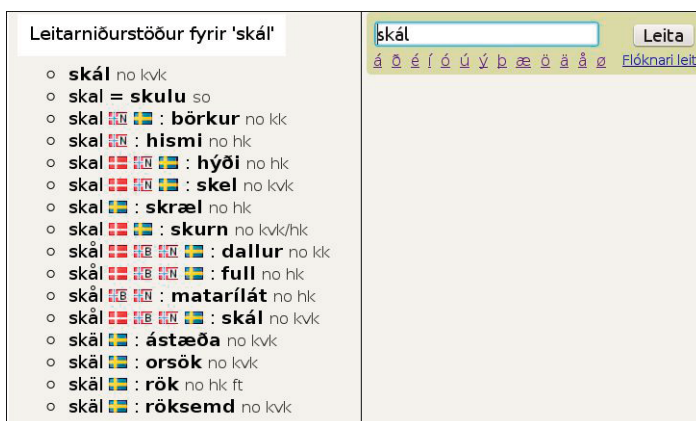 Leitarniðurstöður fyrir 'skál'
skál no kvk
skal = skulu so
skal N : börkur no kk
skal N : hismi no hk
skal N : hýði no hk
skal N : skel no kvk
skal : skræl no hk
skal : skurn no kvk/hk
skål B N : dallur no kk
skål B N : full no hk
skål B N : matarílát no hk
skål B N : skál no kvk
skäl : ástæða no kvk
skäl : orsök no kvk
skäl : rök no hk ft
skäl : röksemd no kvk
skál Leita
á ð é í ó ú ý þ æ ö ä å ø Flóknari leit